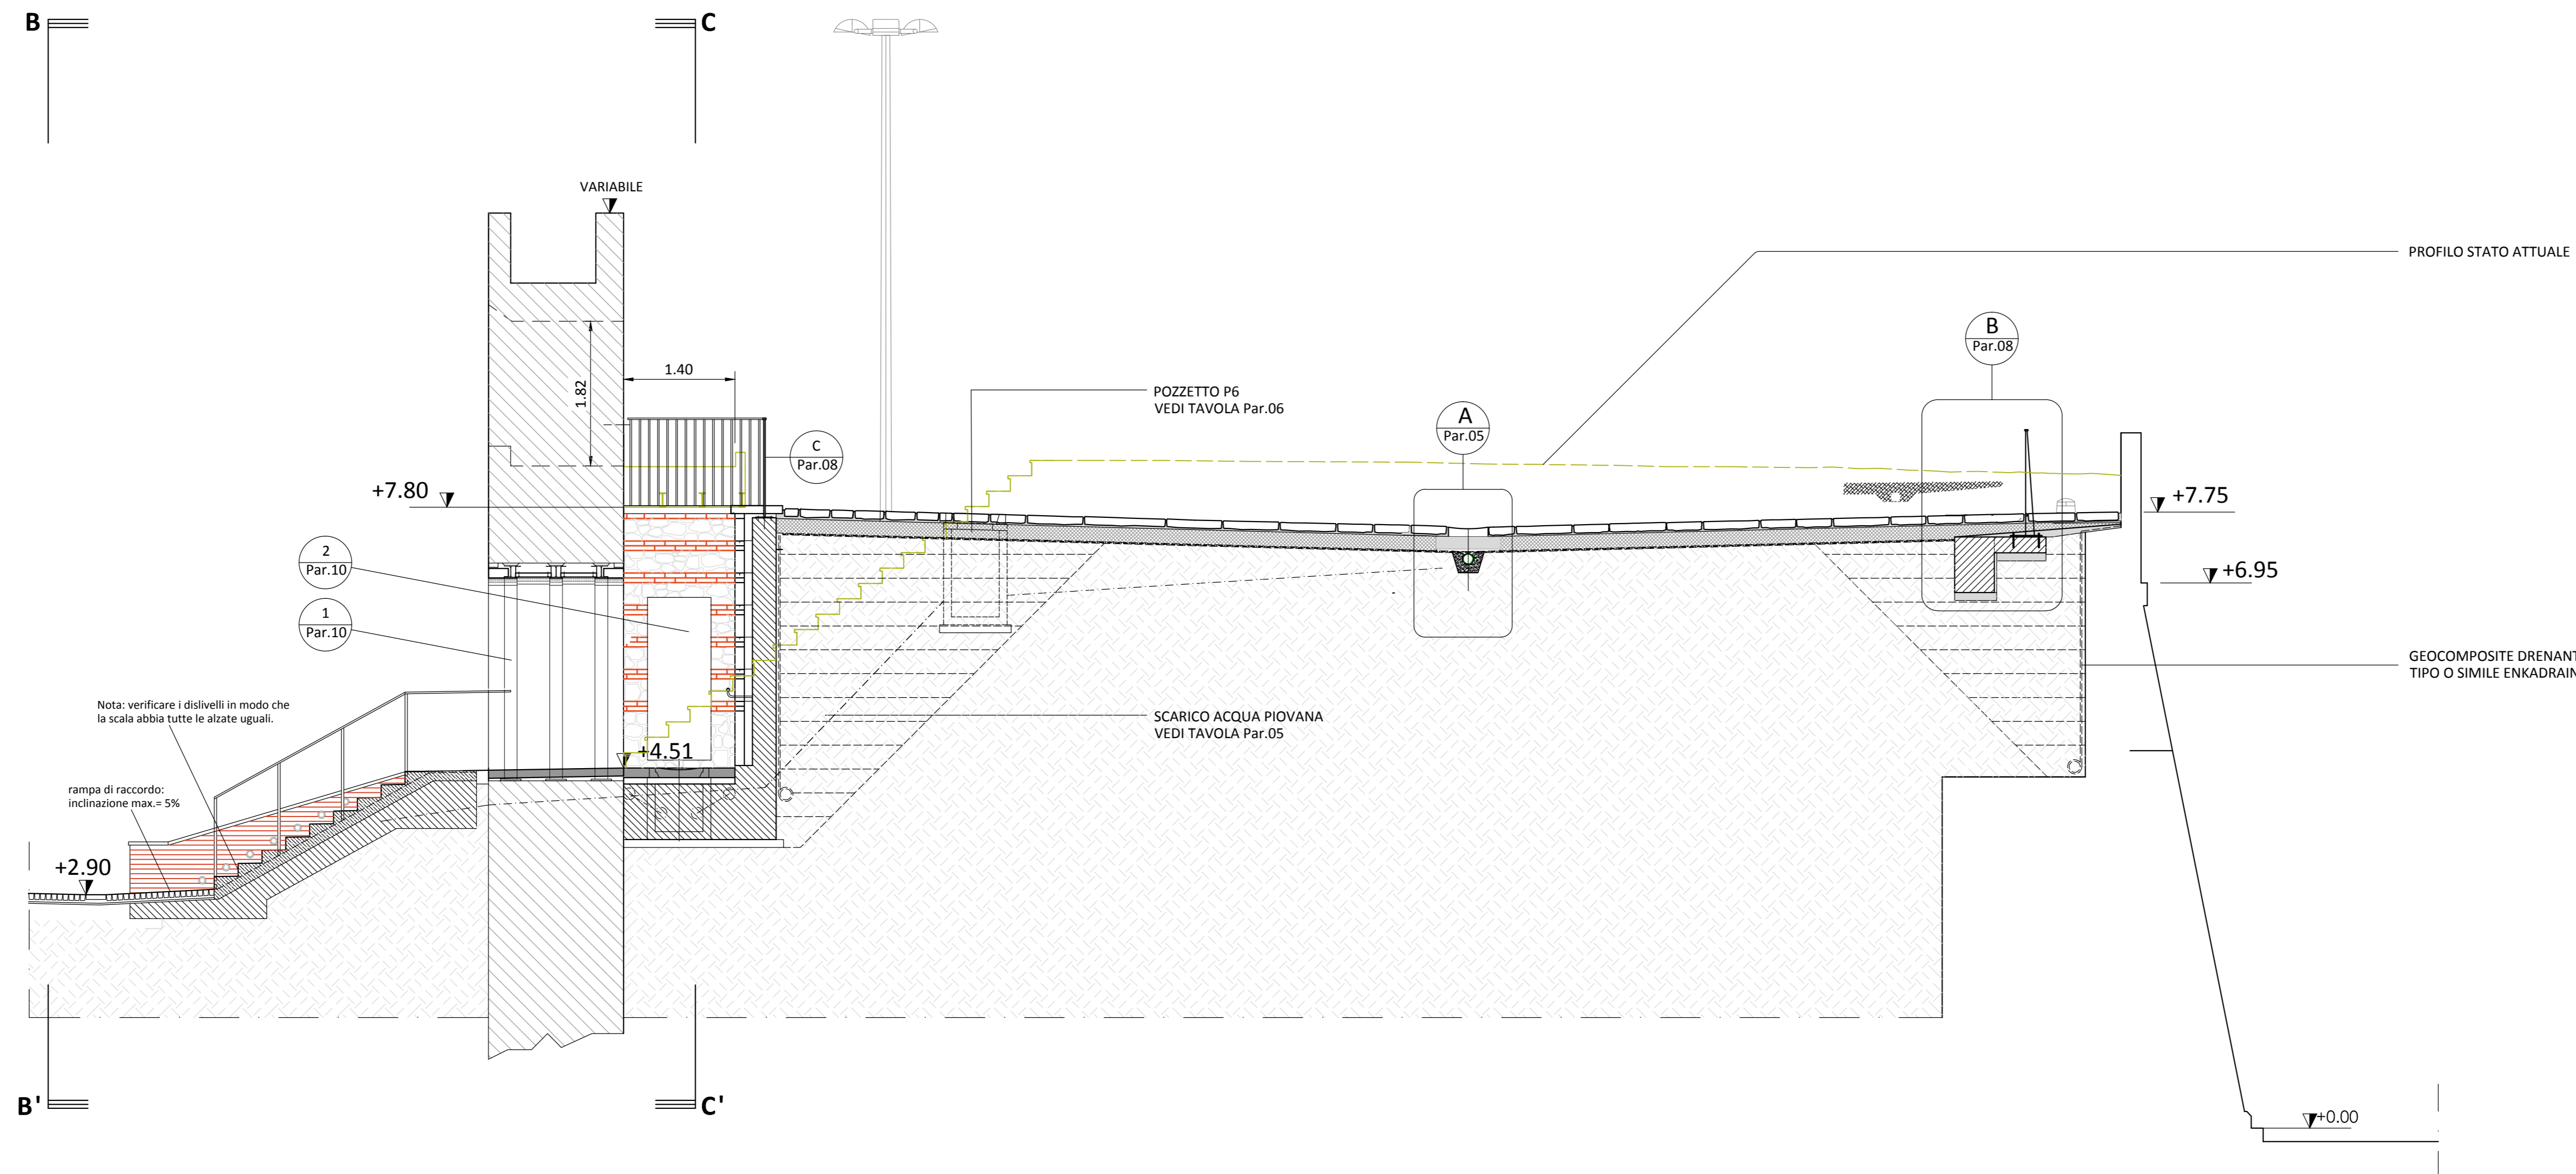 B
C
VARIABILE
PROFILO STATO ATTUALE
B
Par.08
1.40
1.82
POZZETTO P6
VEDI TAVOLA Par.06
A
Par.05
C
Par.08
+7.80
+7.75
2
Par.10
+6.95
1
Par.10
GEOCOMPOSITE DRENANT
TIPO O SIMILE ENKADRAIN
Nota: verificare i dislivelli in modo che
la scala abbia tutte le alzate uguali.
SCARICO ACQUA PIOVANA
VEDI TAVOLA Par.05
+4.51
rampa di raccordo:
inclinazione max.= 5%
+2.90
B'
C'
+0.00